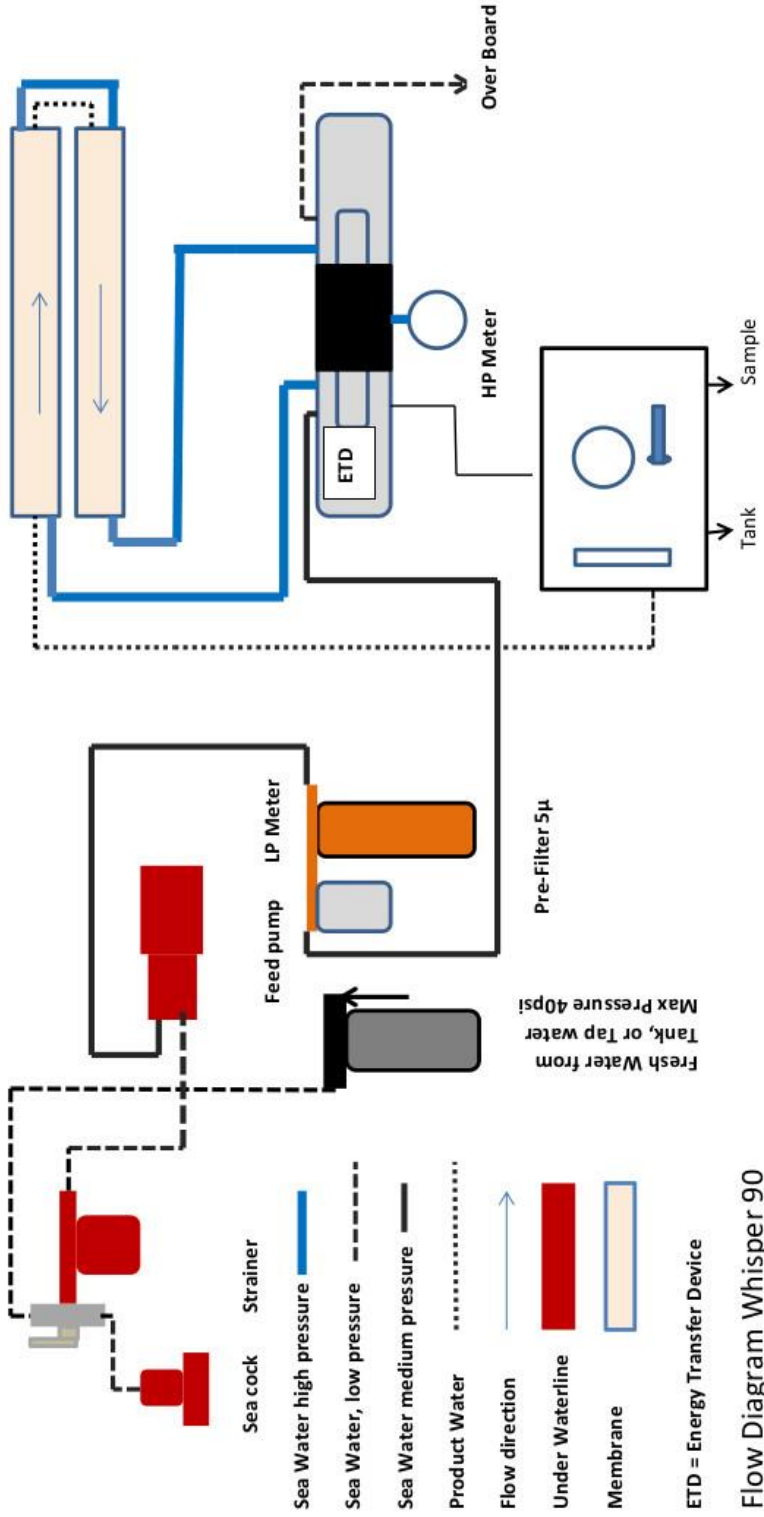 Sea cock
Strainer
Feed pump
LP Meter
Pre-Filter 5µ
Fresh Water from
Tank, or Tap water
Max Pressure 40psi
ETD
HP Meter
Over Board
Tank
Sample
Sea Water high pressure
Sea Water, low pressure
Sea Water medium pressure
Product Water
Flow direction
Under Waterline
Membrane
ETD = Energy Transfer Device
Flow Diagram Whisper 90